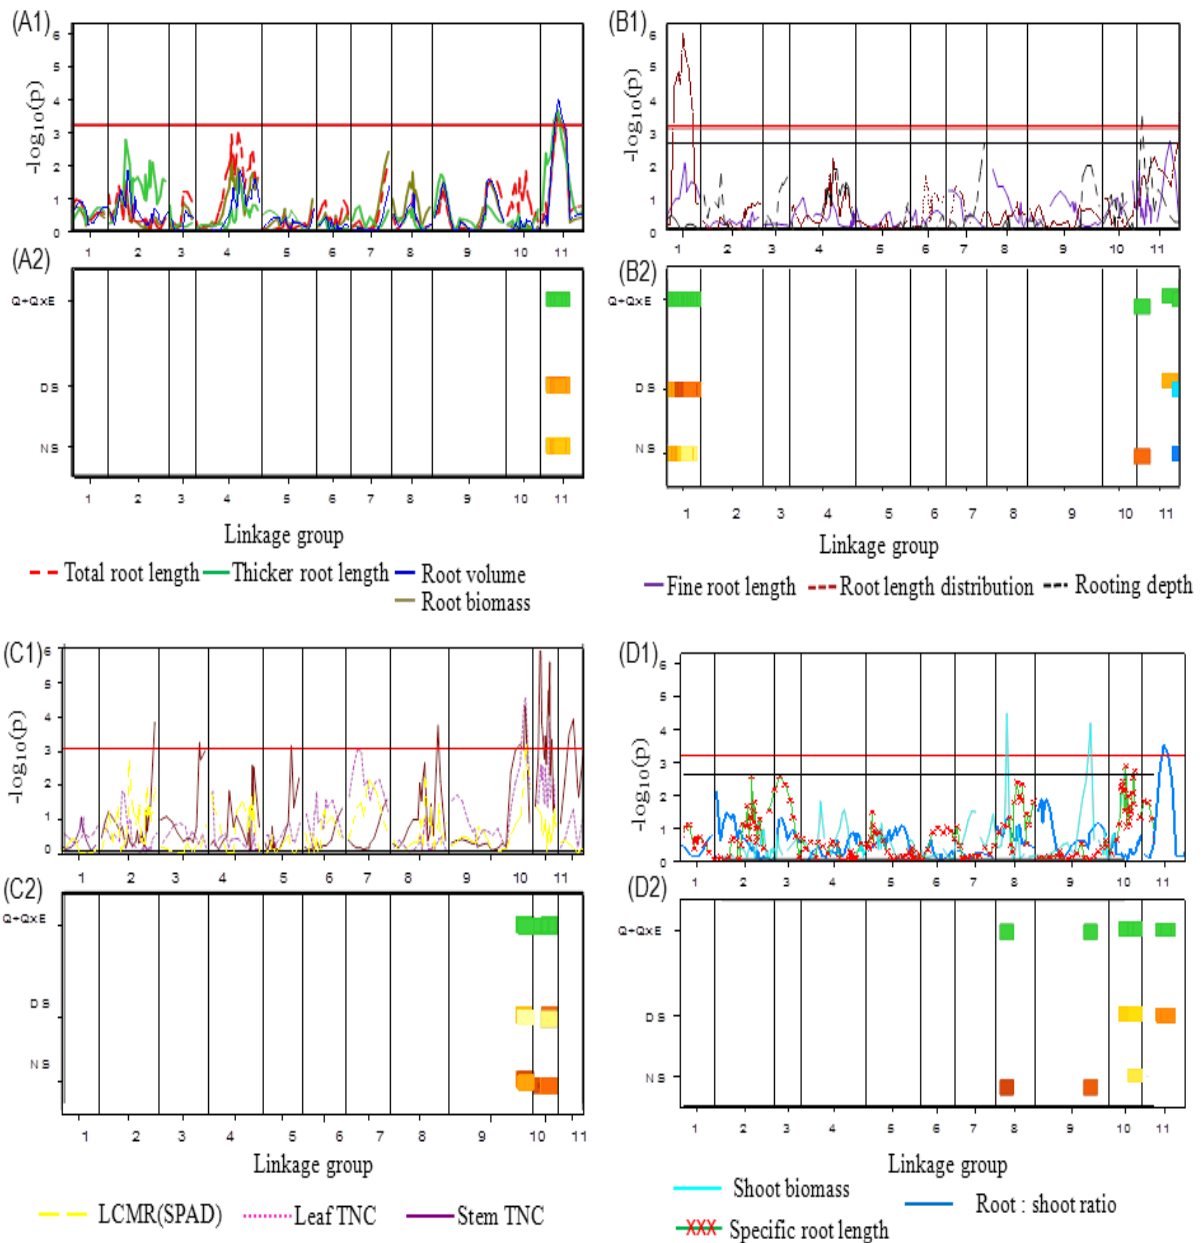 (A1)
-log10(p)
6
5
4
3
2
1
0
1 2 3 4 5 6 7 8 9 10 11
(A2)
Q+QxE
DS
NS
1 2 3 4 5 6 7 8 9 10 11
Linkage group
Total root length Thicker root length Root volume
Root biomass
(B1)
-log10(p)
6
5
4
3
2
1
0
1 2 3 4 5 6 7 8 9 10 11
(B2)
Q+QxE
DS
NS
1 2 3 4 5 6 7 8 9 10 11
Linkage group
Fine root length Root length distribution Rooting depth
(C1)
-log10(p)
6
5
4
3
2
1
0
1 2 3 4 5 6 7 8 9 10 11
(C2)
Q+QxE
DS
NS
1 2 3 4 5 6 7 8 9 10 11
Linkage group
LCMR(SPAD) Leaf TNC Stem TNC
(D1)
-log10(p)
6
5
4
3
2
1
0
1 2 3 4 5 6 7 8 9 10 11
(D2)
Q+QxE
DS
NS
1 2 3 4 5 6 7 8 9 10 11
Linkage group
Shoot biomass Root : shoot ratio
XXX Specific root length